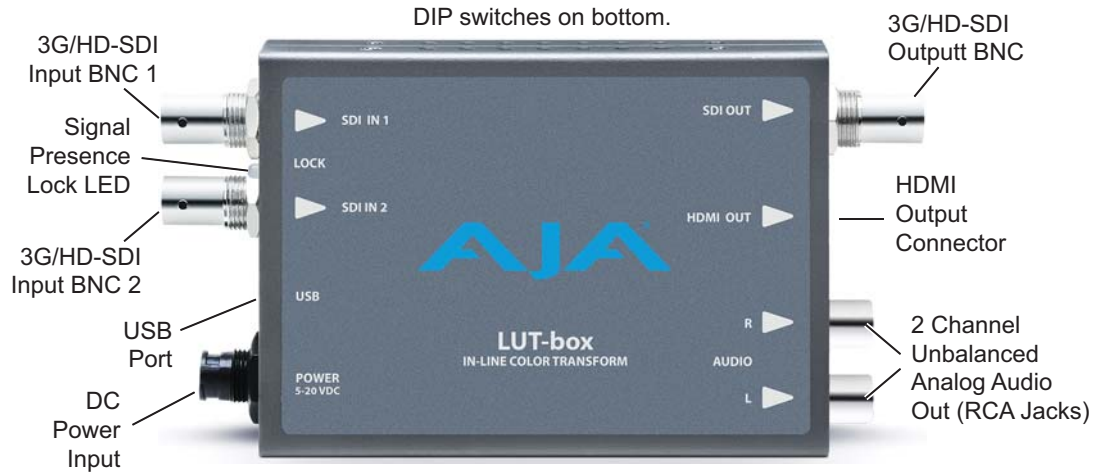 DIP switches on bottom.
3G/HD-SDI
Input BNC 1
Signal
Presence
Lock LED
3G/HD-SDI
Input BNC 2
USB
Port
DC
Power
Input
SDI IN 1
LOCK
SDI IN 2
USB
POWER
5-20 VDC
AJA
LUT-box
IN-LINE COLOR TRANSFORM
SDI OUT
HDMI OUT
R
AUDIO
L
3G/HD-SDI
Outputt BNC
HDMI
Output
Connector
2 Channel
Unbalanced
Analog Audio
Out (RCA Jacks)